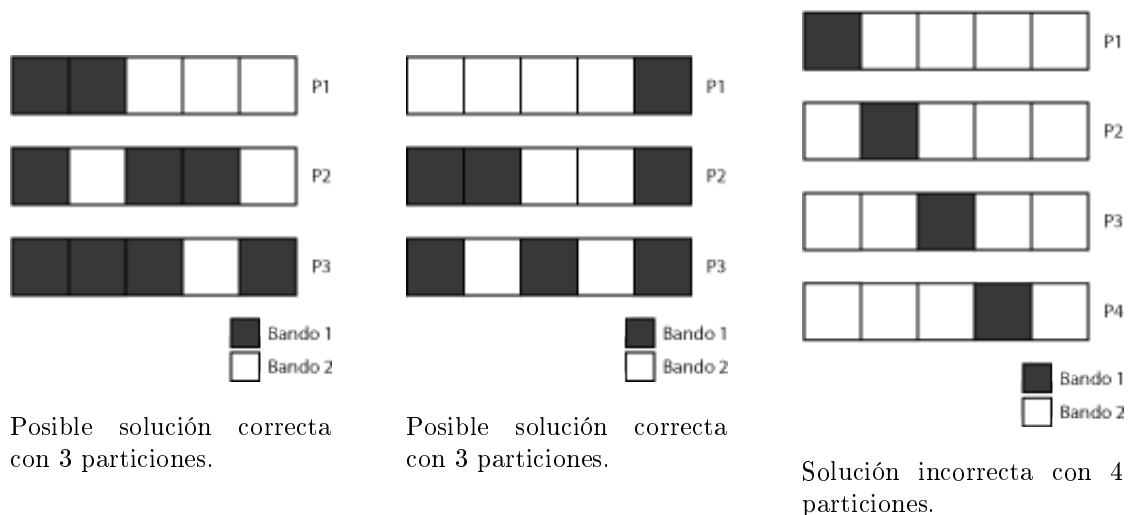 P1
P2
P3
Bando 1
Bando 2
Posible solución correcta
con 3 particiones.
P1
P2
P3
Bando 1
Bando 2
Posible solución correcta
con 3 particiones.
P1
P2
P3
P4
Bando 1
Bando 2
Solución incorrecta con 4
particiones.